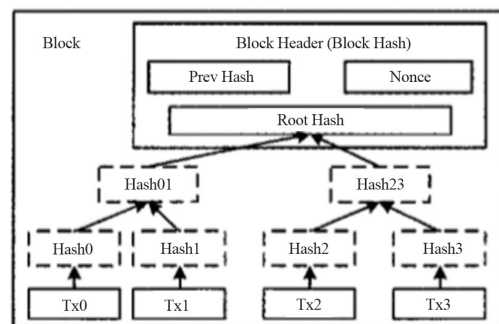 Block
Block Header (Block Hash)
Prev Hash
Nonce
Root Hash
Hash01
Hash23
Hash0
Hash1
Hash2
Hash3
Tx0
Tx1
Tx2
Tx3